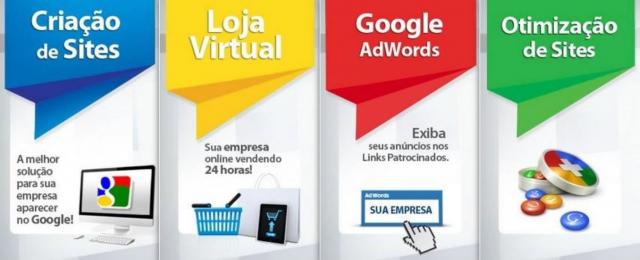 Criação
de Sites
A melhor
solução
para sua
empresa
aparecer
no Google!
Loja
Virtual
Sua empresa
online vendendo
24 horas!
Google
AdWords
Exiba
seus anúncios nos
Links Patrocinados.
AdWords
SUA EMPRESA
Otimização
de Sites